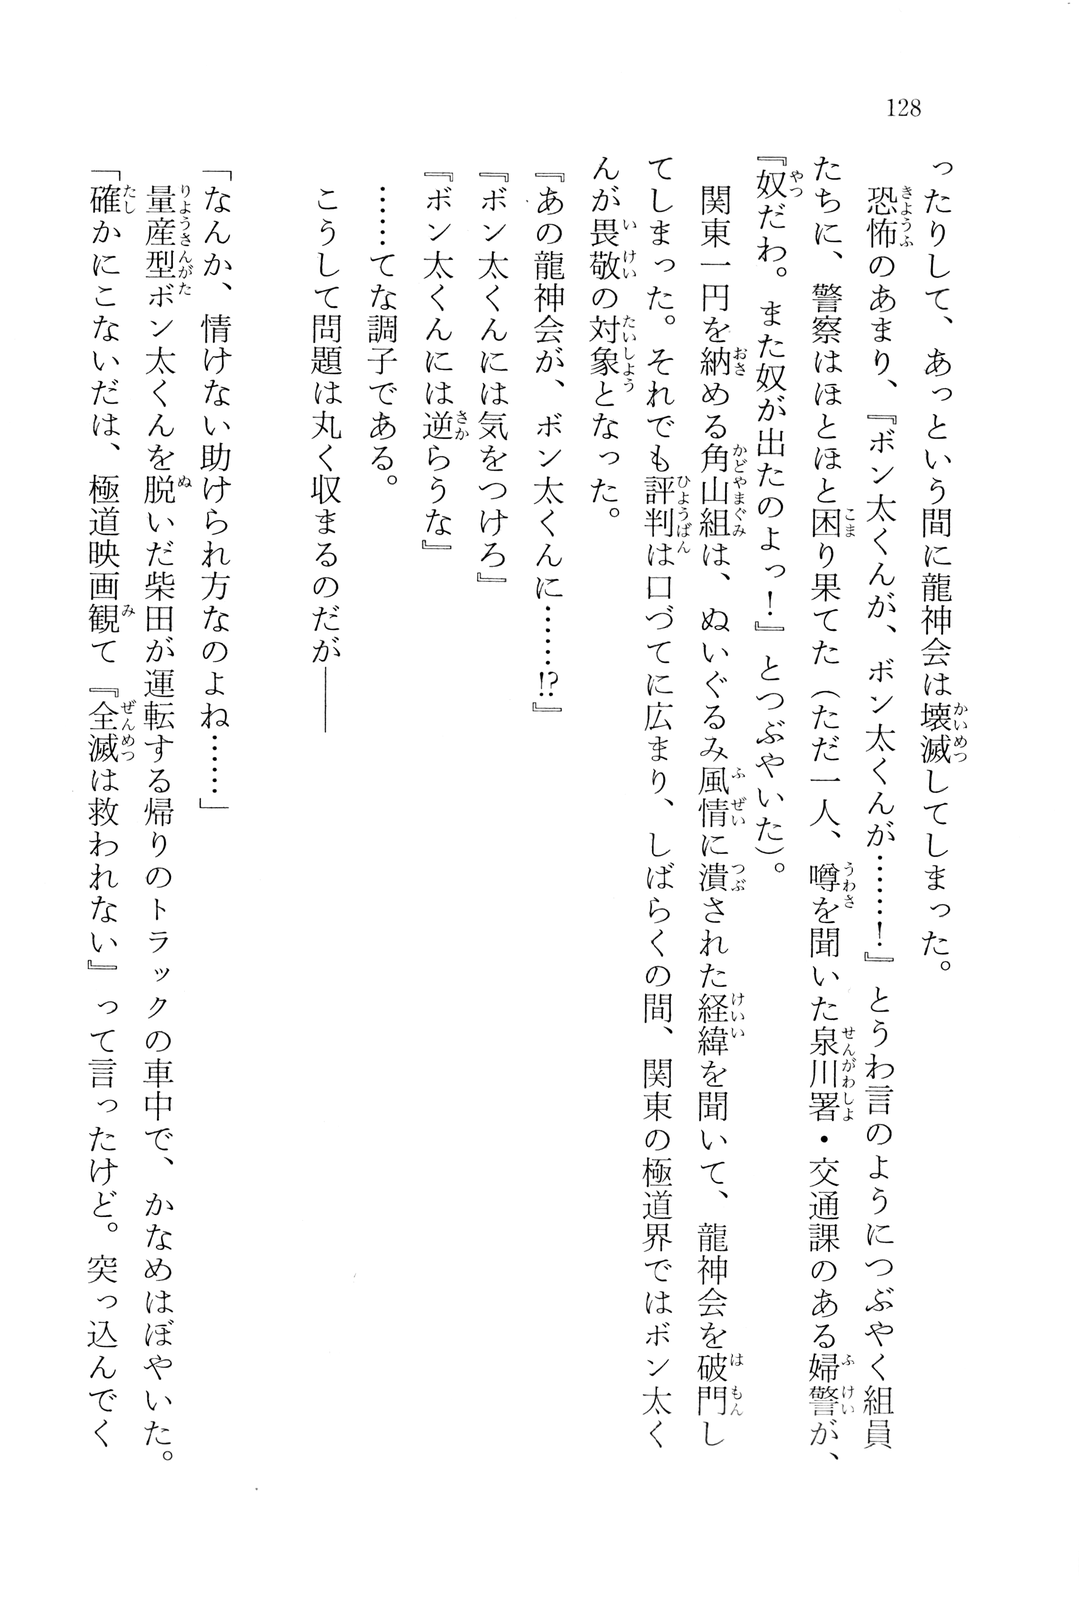 128
ったりして、あっという間に龍神会は壊滅してしまった。
恐怖のあまり、『ボン太くんが、ボン太くんが……！』とうわ言のようにつぶやく組員
たちに、警察はほとほと困り果てた（ただ一人、噂を聞いた泉川署・交通課のある婦警が、
『奴だわ。また奴が出たのよっ！』とつぶやいた）。
関東一円を納める角山組は、ぬいぐるみ風情に潰された経緯を聞いて、龍神会を破門し
てしまった。それでも評判は口づてに広まり、しばらくの間、関東の極道界ではボン太く
んが畏敬の対象となった。
『あの龍神会が、ボン太くんに……!?』
『ボン太くんには気をつけろ』
『ボン太くんには逆らうな』
……てな調子である。
こうして問題は丸く収まるのだが――
「なんか、情けない助けられ方なのよね……」
量産型ボン太くんを脱いだ柴田が運転する帰りのトラックの車中で、かなめはぼやいた。
「確かにこないだは、極道映画観て『全滅は救われない』って言ったけど。突っ込んでく